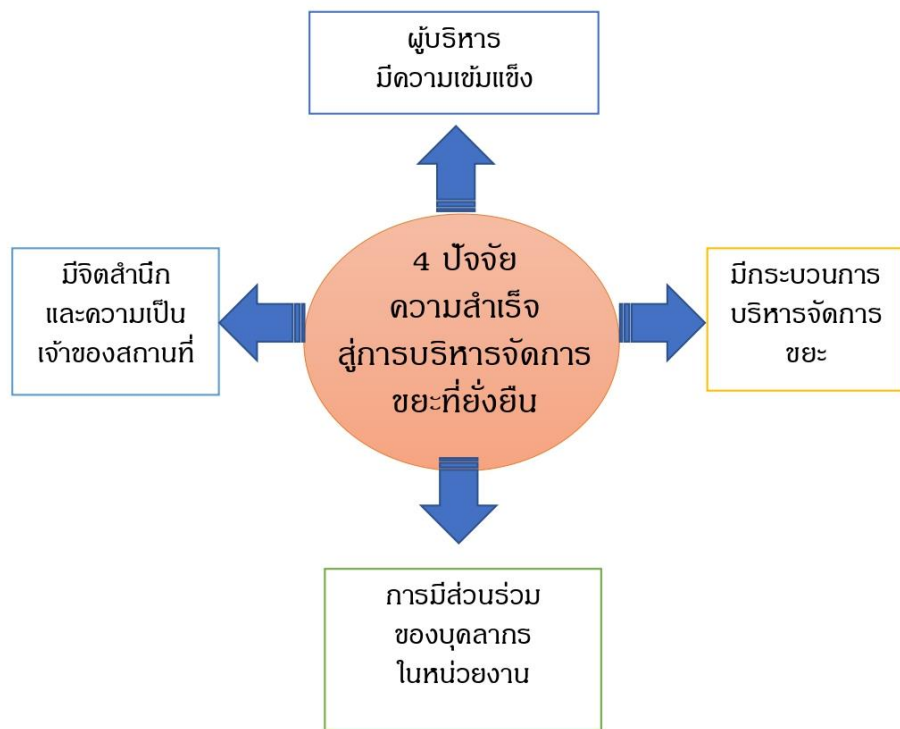 ผู้บริหาร
มีความเข้มแข็ง
4 ปัจจัย
ความสำเร็จ
สู่การบริหารจัดการ
ขยะที่ยั่งยืน
มีจิตสำนึก
และความเป็น
เจ้าของสถานที่
มีกระบวนการ
บริหารจัดการ
ขยะ
การมีส่วนร่วม
ของบุคลากร
ในหน่วยงาน